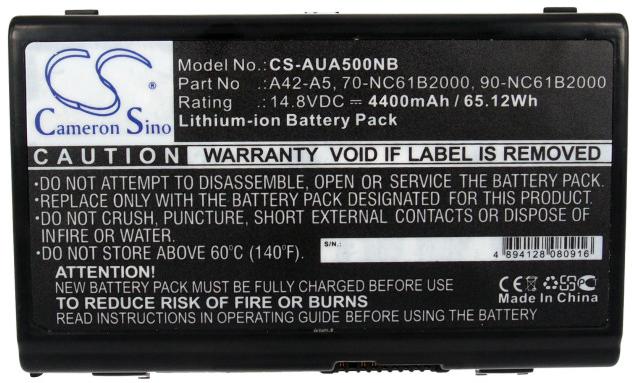 CS
Cameron Sino
Model No.: CS-AUA500NB
Part No : A42-A5, 70-NC61B2000, 90-NC61B2000
Rating : 14.8VDC ⎓ 4400mAh / 65.12Wh
Lithium-ion Battery Pack
CAUTION WARRANTY VOID IF LABEL IS REMOVED
•DO NOT ATTEMPT TO DISASSEMBLE, OPEN OR SERVICE THE BATTERY PACK.
•REPLACE ONLY WITH THE BATTERY PACK DESIGNATED FOR THIS PRODUCT.
•DO NOT CRUSH, PUNCTURE, SHORT EXTERNAL CONTACTS OR DISPOSE OF
IN FIRE OR WATER.
•DO NOT STORE ABOVE 60°C (140°F).
S/N.:
4 894128 080916
ATTENTION!
NEW BATTERY PACK MUST BE FULLY CHARGED BEFORE USE
TO REDUCE RISK OF FIRE OR BURNS
READ INSTRUCTIONS IN OPERATING GUIDE BEFORE USING BATTERY PACK.
CE
Made In China